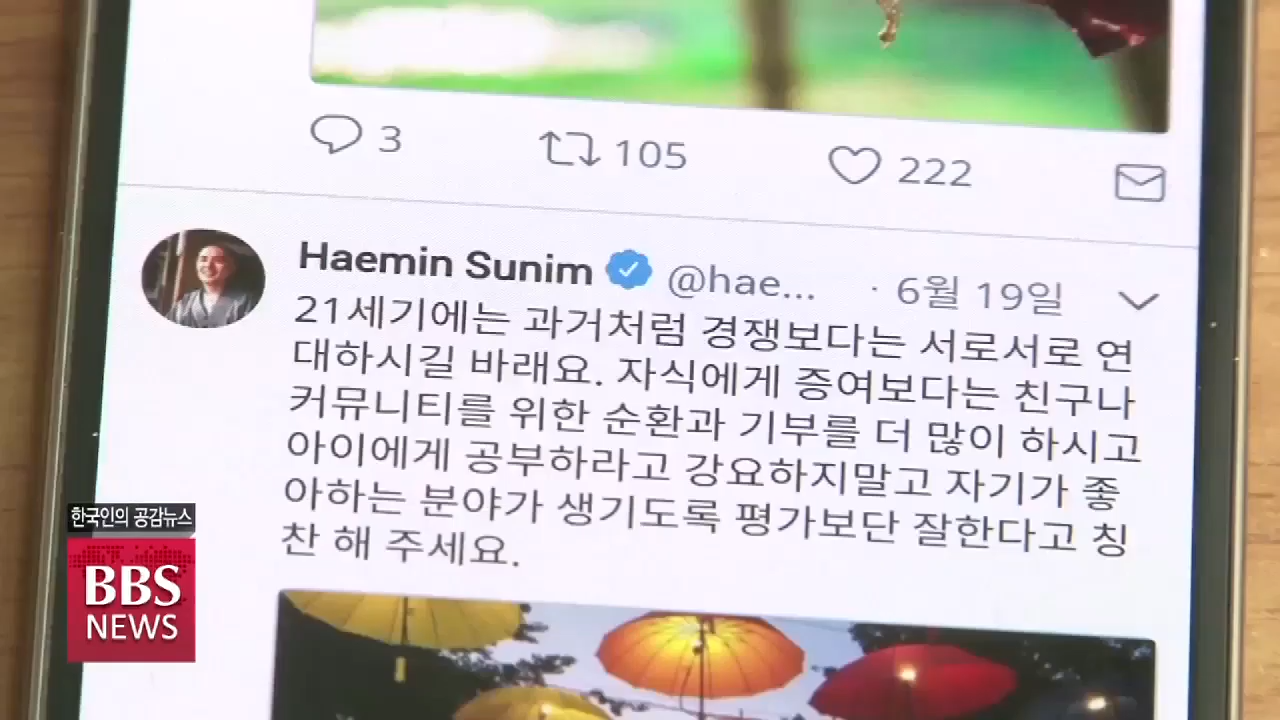 3
105
222
Haemin Sunim @hae... · 6월 19일
21세기에는 과거처럼 경쟁보다는 서로서로 연
대하시길 바래요. 자식에게 증여보다는 친구나
커뮤니티를 위한 순환과 기부를 더 많이 하시고
아이에게 공부하라고 강요하지말고 자기가 좋
아하는 분야가 생기도록 평가보단 잘한다고 칭
찬 해 주세요.
한국인의 공감뉴스
BBS
NEWS